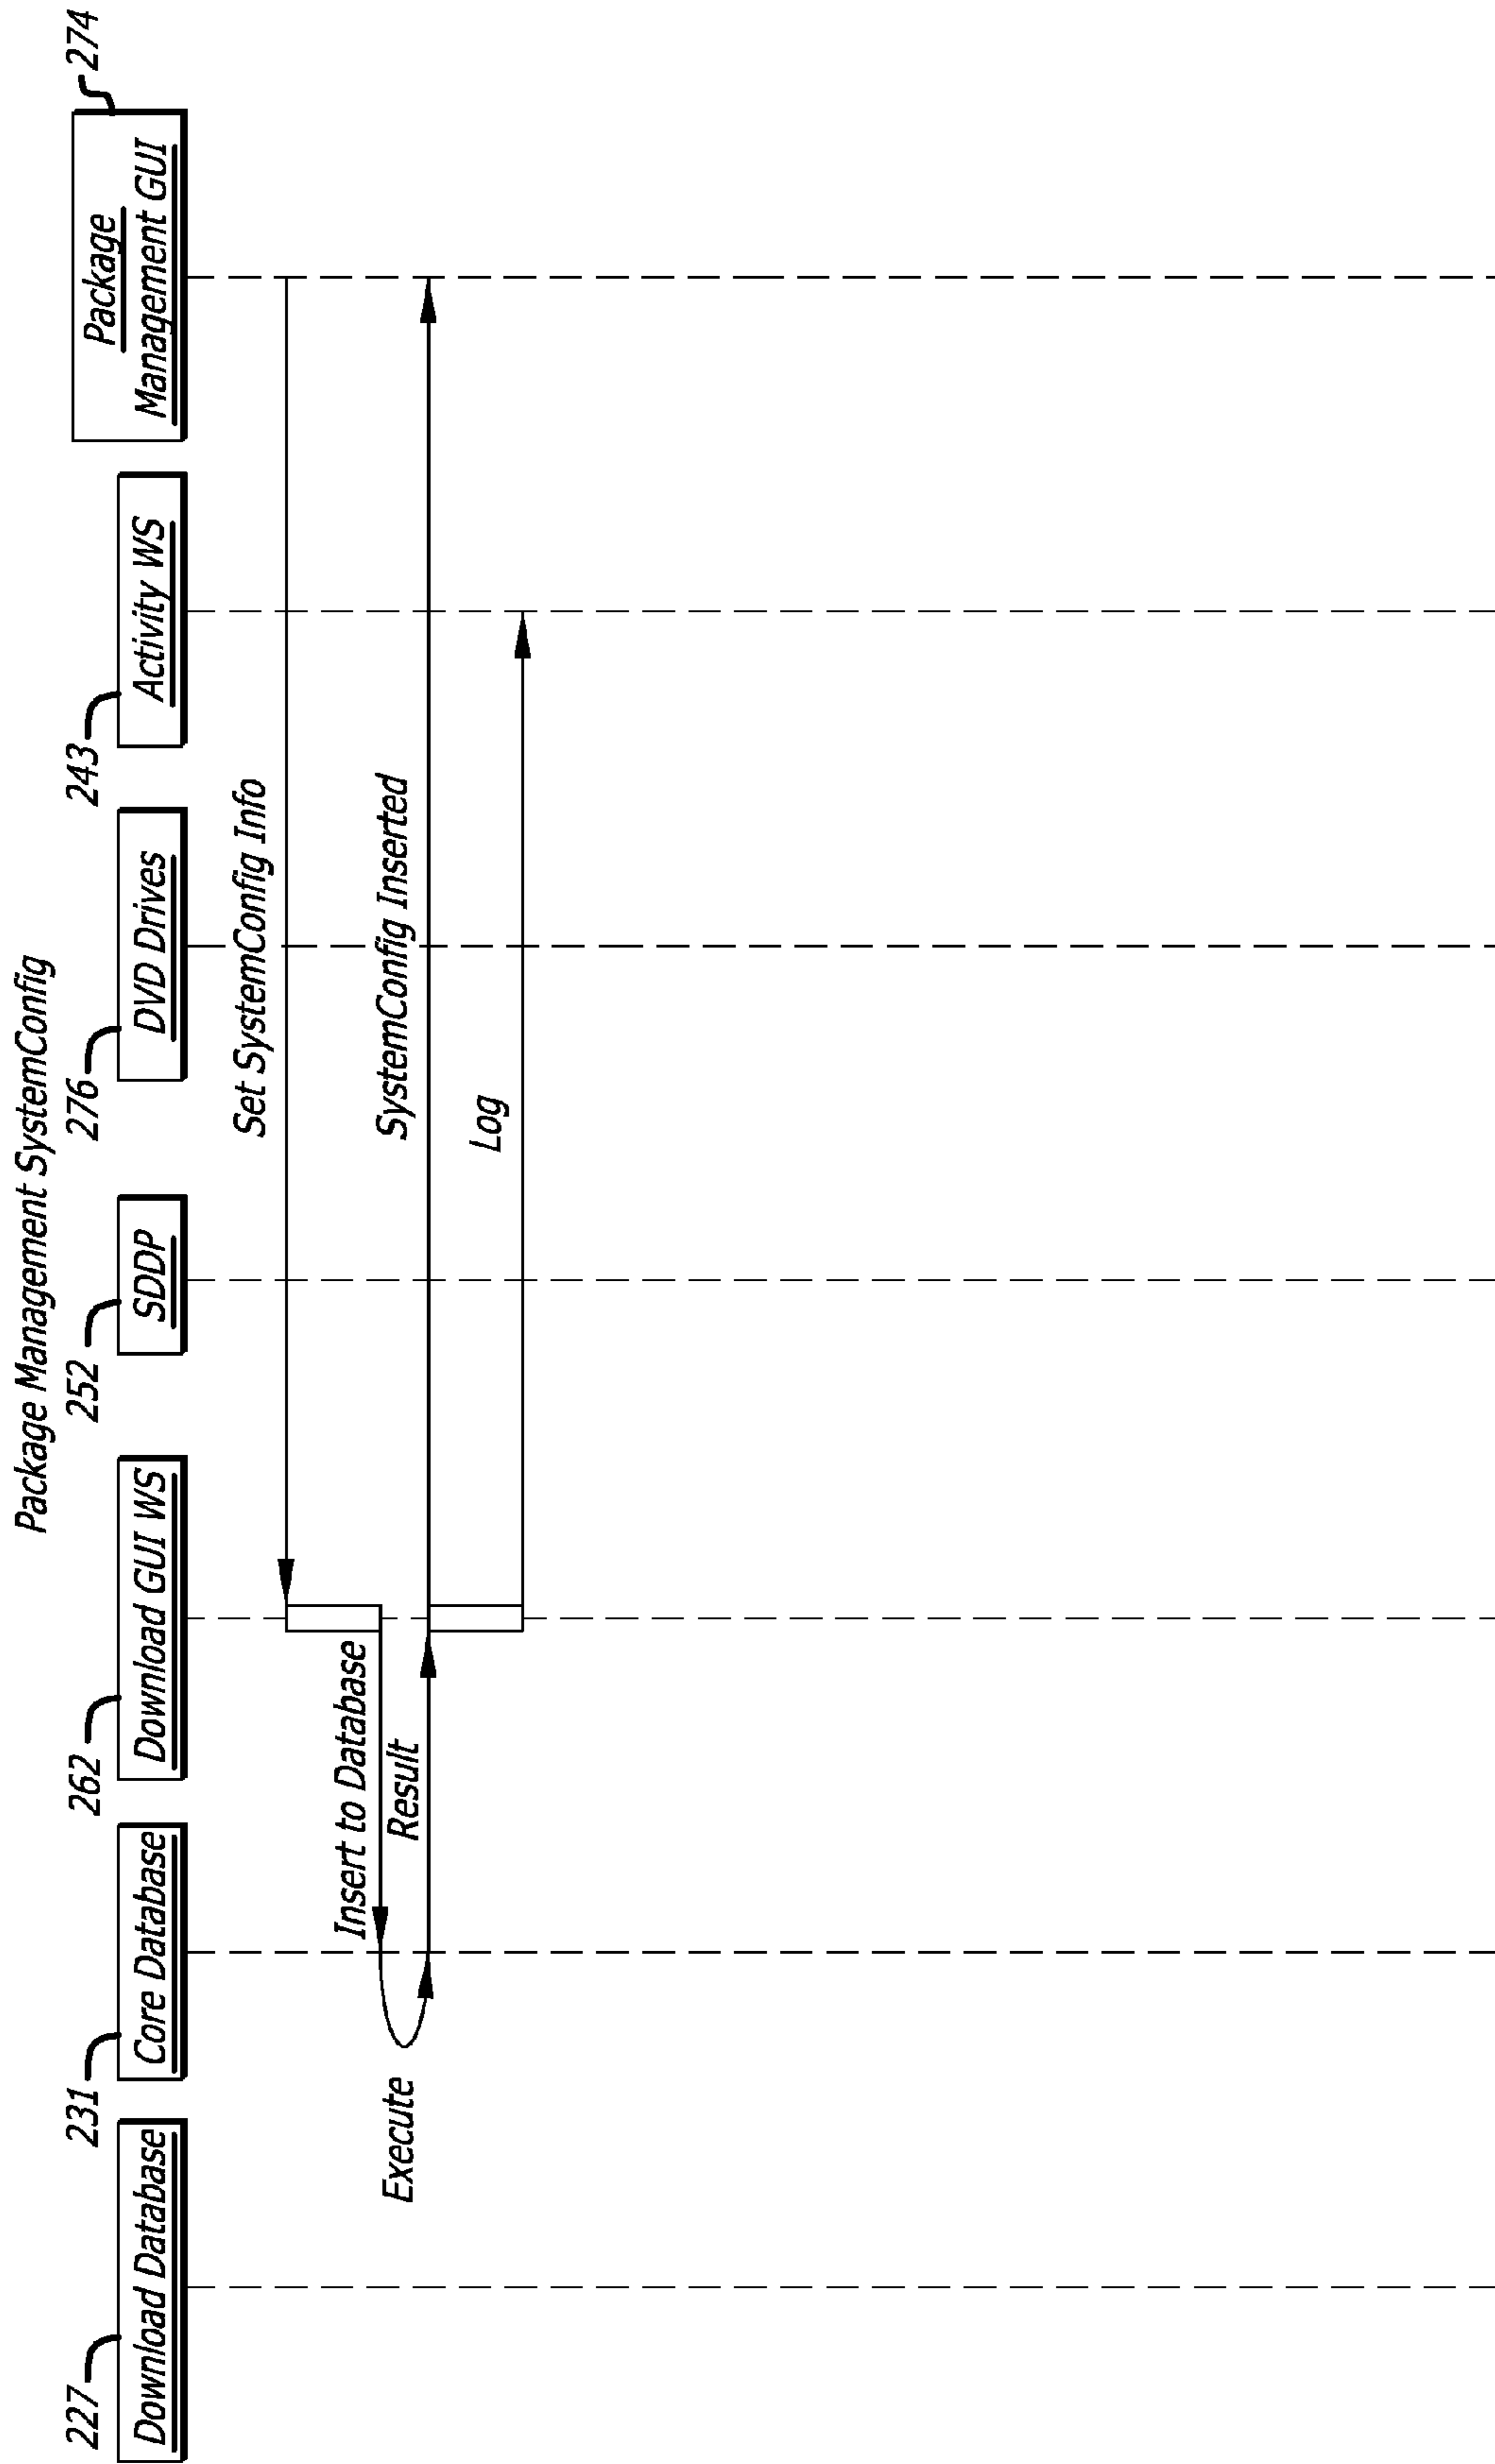 Package Management SystemConfig
227
231
262
252
276
243
274
Download Database
Core Database
Download GUI WS
SDDP
DVD Drives
Activity WS
Package
Management GUI
Set SystemConfig Info
Insert to Database
Execute
Result
SystemConfig Inserted
Log